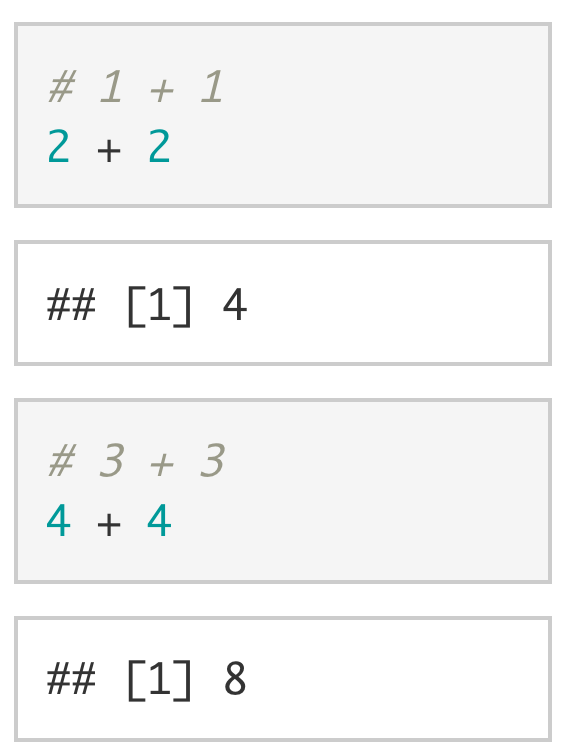 # 1 + 1
2 + 2
## [1] 4
# 3 + 3
4 + 4
## [1] 8